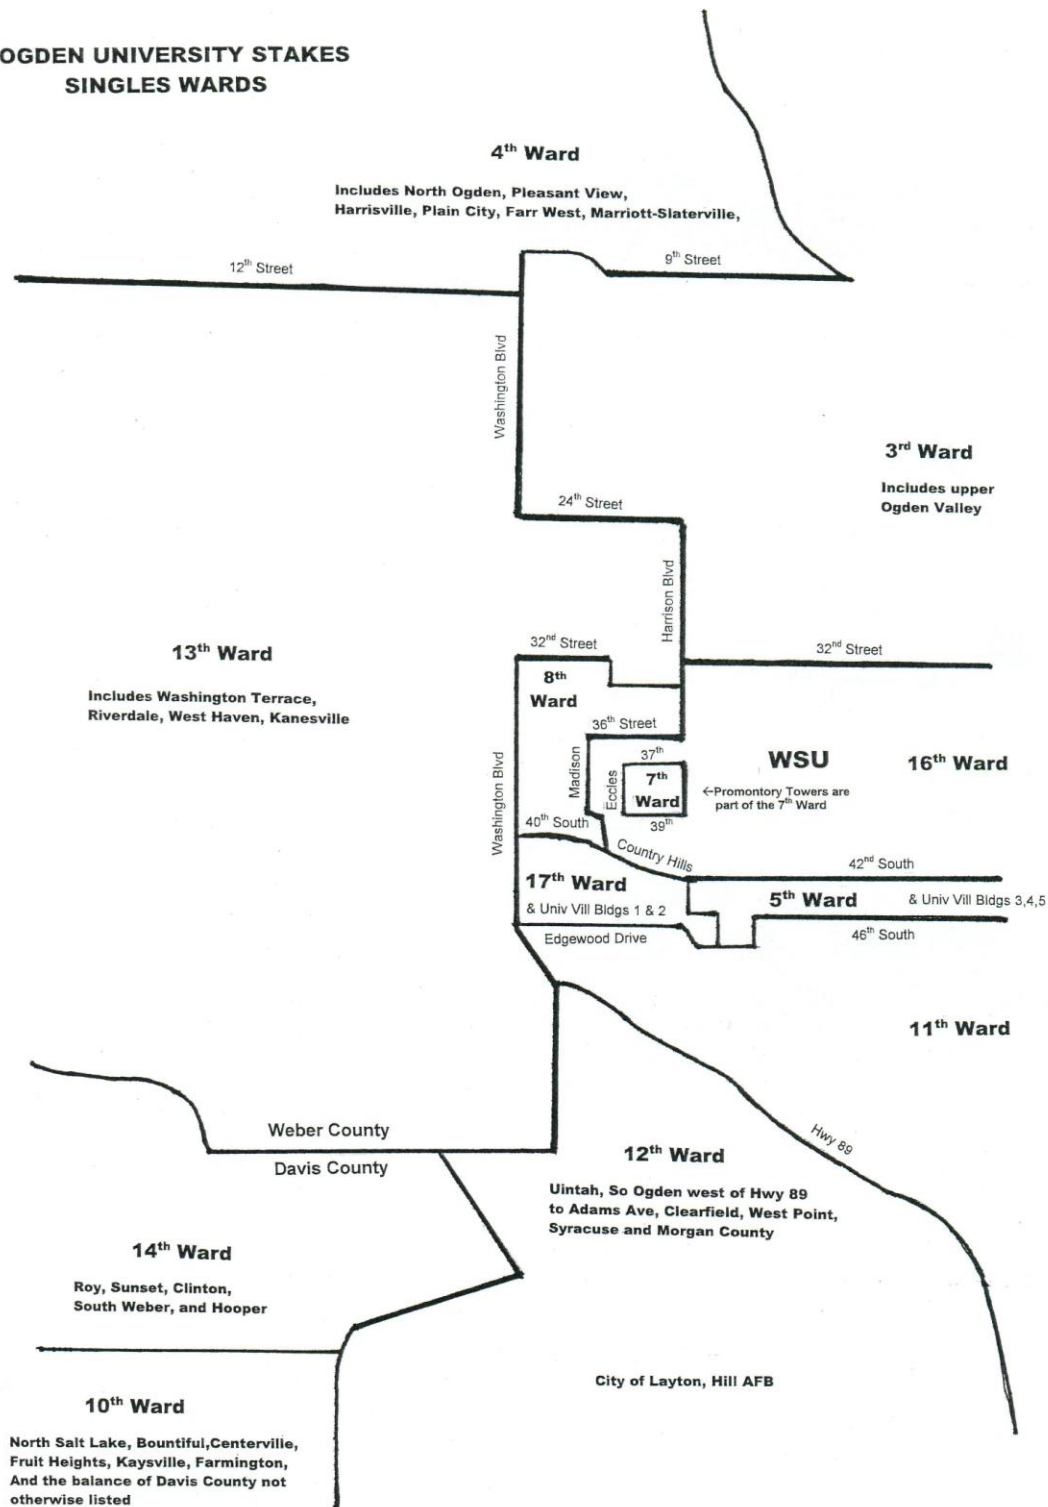 OGDEN UNIVERSITY STAKES
SINGLES WARDS
4th Ward
Includes North Ogden, Pleasant View,
Harrisville, Plain City, Farr West, Marriott-Slaterville,
12th Street
9th Street
Washington Blvd
3rd Ward
Includes upper
Ogden Valley
24th Street
Harrison Blvd
13th Ward
Includes Washington Terrace,
Riverdale, West Haven, Kanesville
32nd Street
32nd Street
8th
Ward
36th Street
Washington Blvd
Madison
Eccles
37th
7th
Ward
39th
WSU
←Promontory Towers are
part of the 7th Ward
16th Ward
40th South
Country Hills
42nd South
17th Ward
& Univ Vill Bldgs 1 & 2
5th Ward
& Univ Vill Bldgs 3,4,5
Edgewood Drive
46th South
11th Ward
Weber County
Davis County
Hwy 89
12th Ward
Uintah, So Ogden west of Hwy 89
to Adams Ave, Clearfield, West Point,
Syracuse and Morgan County
14th Ward
Roy, Sunset, Clinton,
South Weber, and Hooper
City of Layton, Hill AFB
10th Ward
North Salt Lake, Bountiful,Centerville,
Fruit Heights, Kaysville, Farmington,
And the balance of Davis County not
otherwise listed